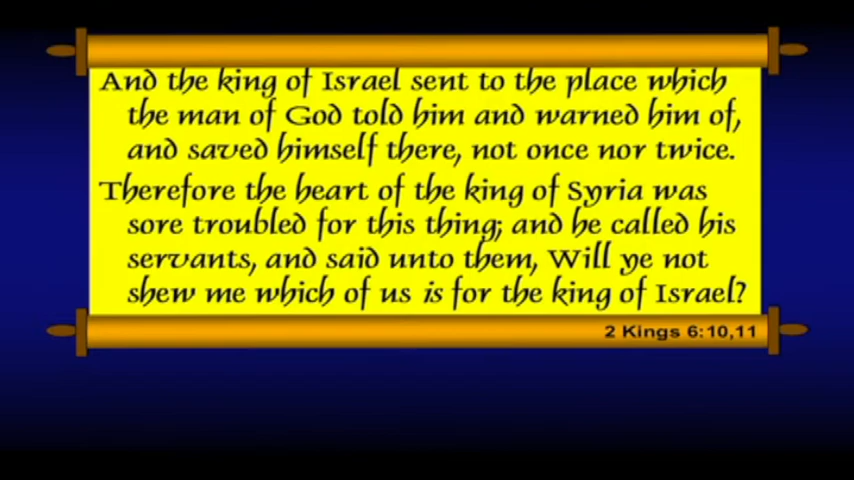 And the king of Israel sent to the place which
the man of God told him and warned him of,
and saved himself there, not once nor twice.
Therefore the heart of the king of Syria was
sore troubled for this thing; and he called his
servants, and said unto them, Will ye not
shew me which of us is for the king of Israel?
2 Kings 6:10,11